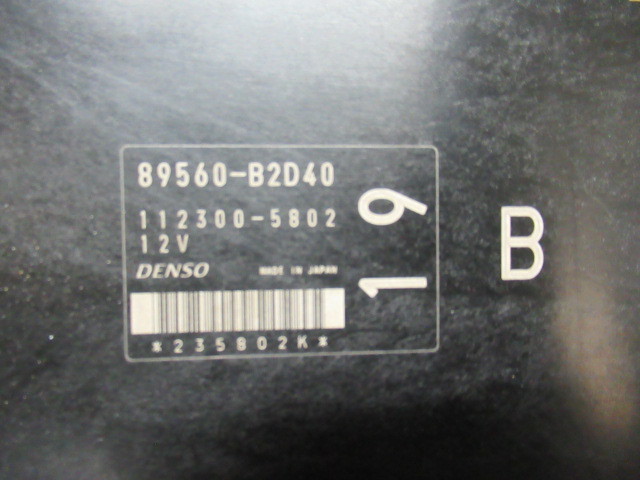 89560-B2D40
112300-5802
12V
DENSO MADE IN JAPAN
*235802K*
19
B